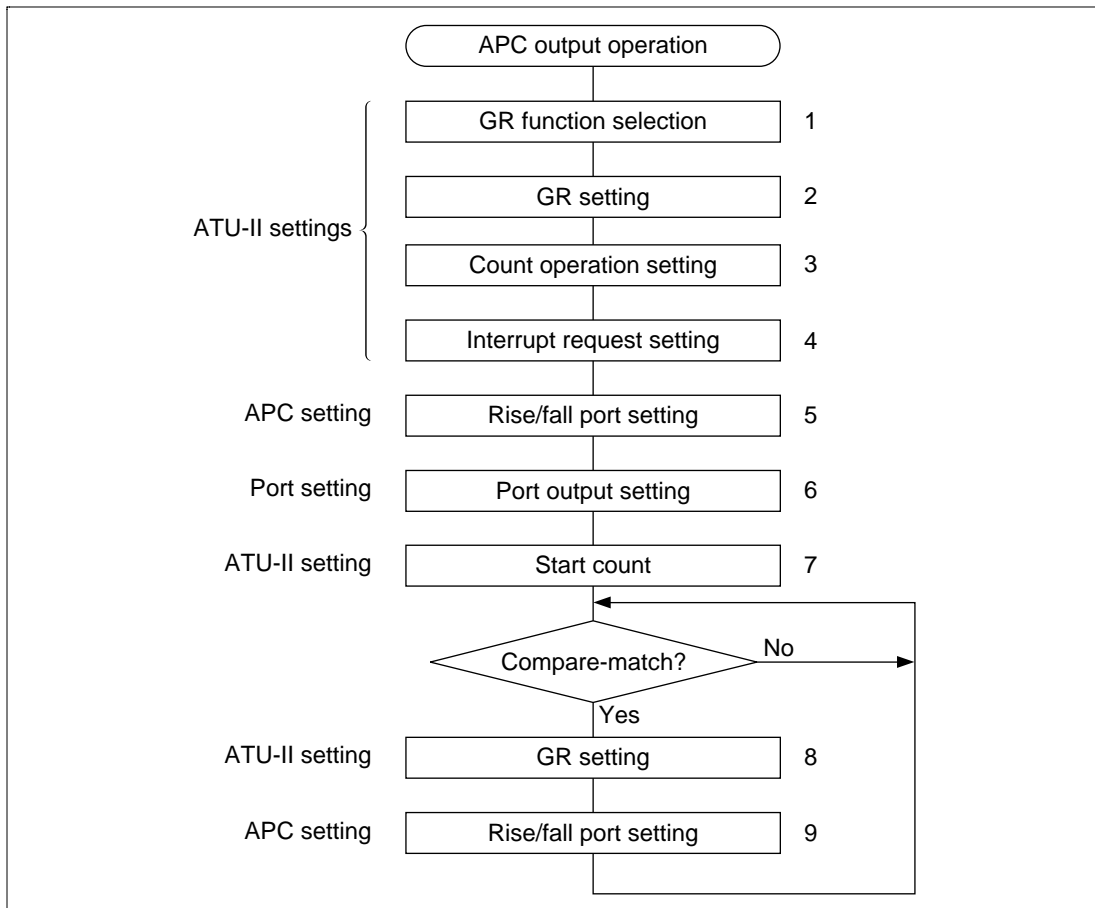 APC output operation
GR function selection 1
GR setting 2
ATU-II settings
Count operation setting 3
Interrupt request setting 4
APC setting Rise/fall port setting 5
Port setting Port output setting 6
ATU-II setting Start count 7
Compare-match? No
Yes
ATU-II setting GR setting 8
APC setting Rise/fall port setting 9